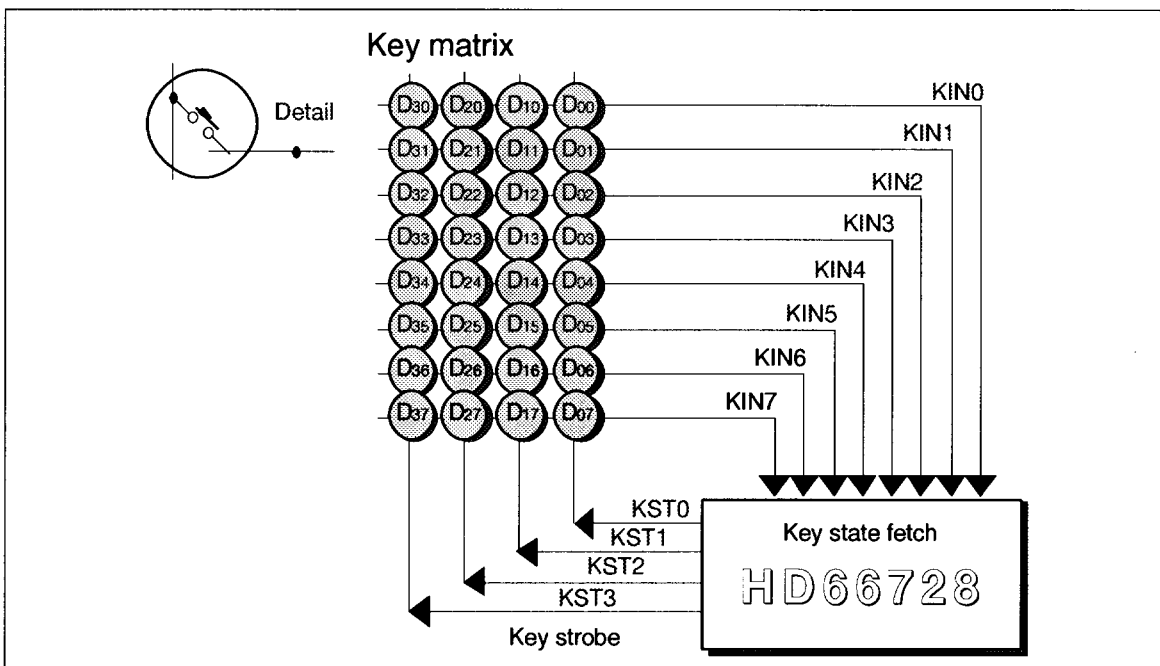 Key matrix
Detail
D30 D20 D10 D00
KIN0
D31 D21 D11 D01
KIN1
D32 D22 D12 D02
KIN2
D33 D23 D13 D03
KIN3
D34 D24 D14 D04
KIN4
D35 D25 D15 D05
KIN5
D36 D26 D16 D06
KIN6
D37 D27 D17 D07
KIN7
KST0
KST1
KST2
KST3
Key strobe
Key state fetch
HD66728